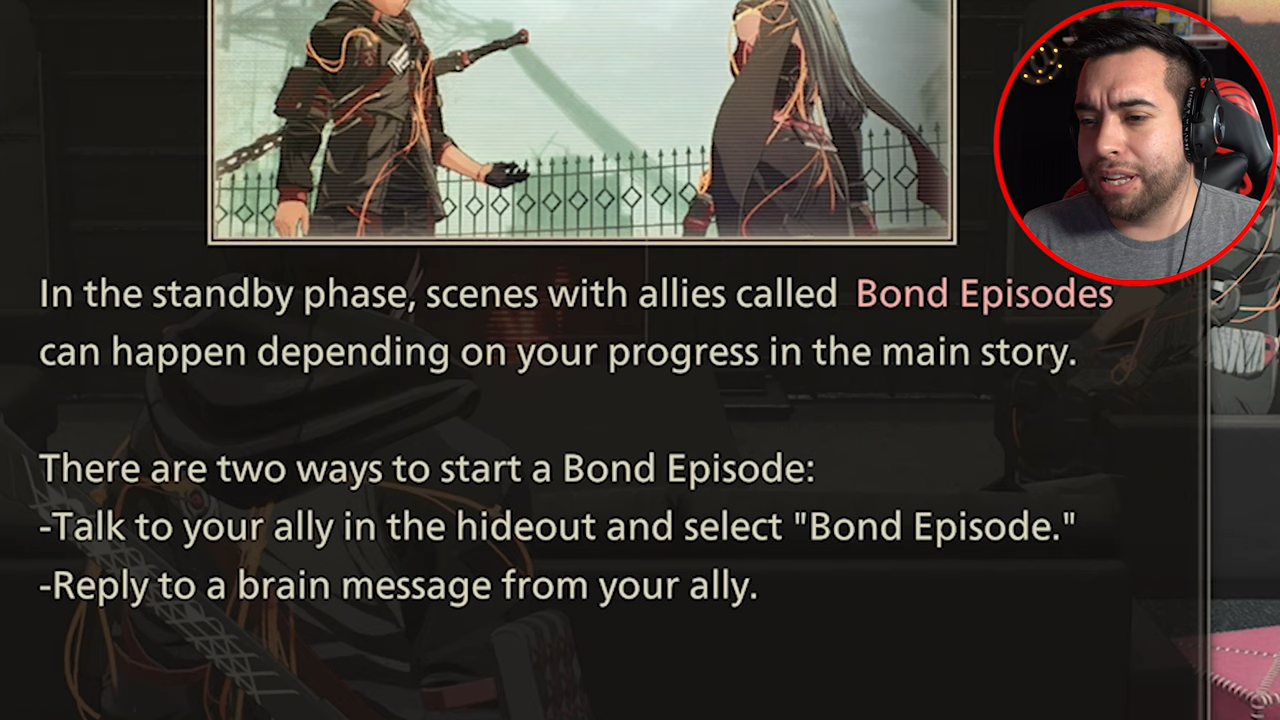 In the standby phase, scenes with allies called Bond Episodes
can happen depending on your progress in the main story.
There are two ways to start a Bond Episode:
-Talk to your ally in the hideout and select "Bond Episode."
-Reply to a brain message from your ally.